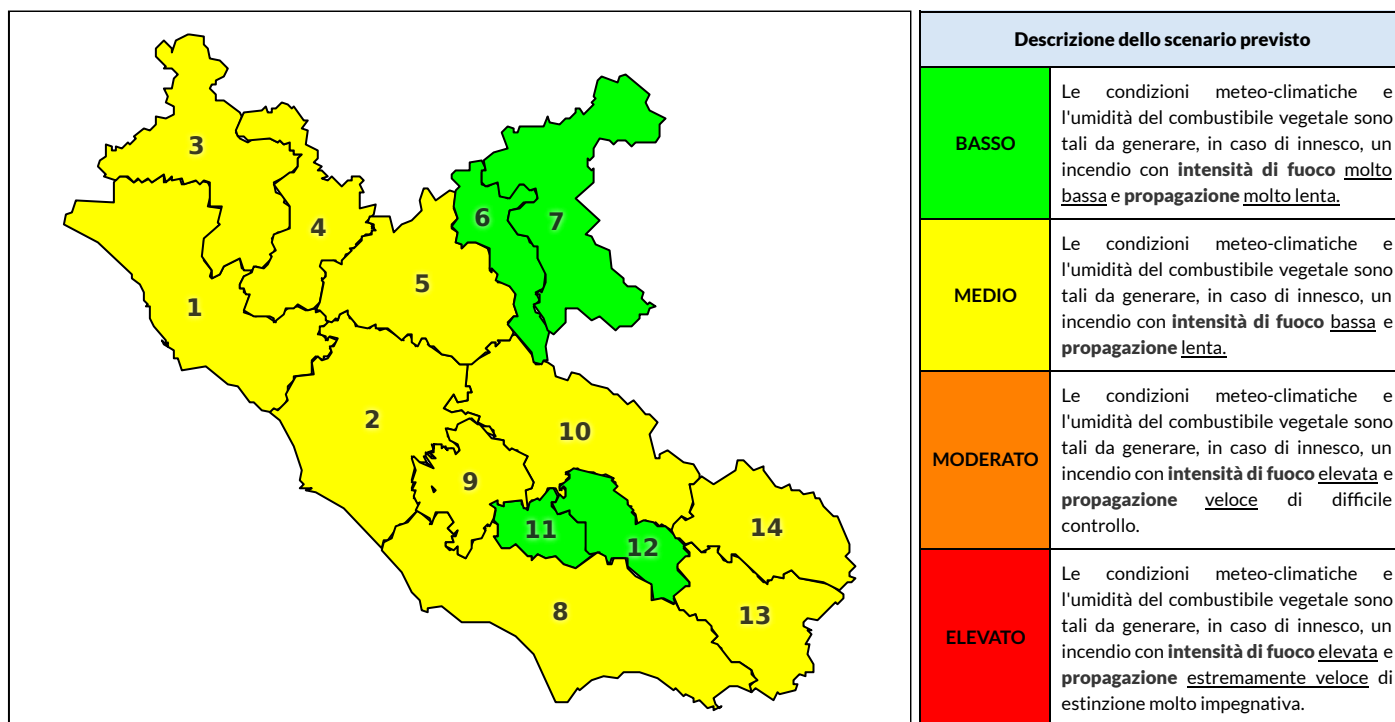 3
4
6
7
5
1
2
10
9
11
12
14
8
13
Descrizione dello scenario previsto
BASSO
Le condizioni meteo-climatiche e
l'umidità del combustibile vegetale sono
tali da generare, in caso di innesco, un
incendio con intensità di fuoco molto
bassa e propagazione molto lenta.
MEDIO
Le condizioni meteo-climatiche e
l'umidità del combustibile vegetale sono
tali da generare, in caso di innesco, un
incendio con intensità di fuoco bassa e
propagazione lenta.
MODERATO
Le condizioni meteo-climatiche e
l'umidità del combustibile vegetale sono
tali da generare, in caso di innesco, un
incendio con intensità di fuoco elevata e
propagazione veloce di difficile
controllo.
ELEVATO
Le condizioni meteo-climatiche e
l'umidità del combustibile vegetale sono
tali da generare, in caso di innesco, un
incendio con intensità di fuoco elevata e
propagazione estremamente veloce di
estinzione molto impegnativa.